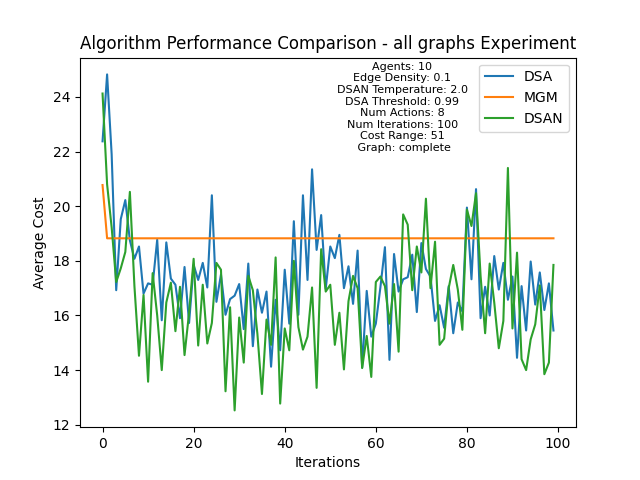 Algorithm Performance Comparison - all graphs Experiment
Agents: 10
Edge Density: 0.1
DSAN Temperature: 2.0
DSA Threshold: 0.99
Num Actions: 8
Num Iterations: 100
Cost Range: 51
Graph: complete
DSA
MGM
DSAN
Average Cost
24
22
20
18
16
14
12
0
20
40
60
80
100
Iterations